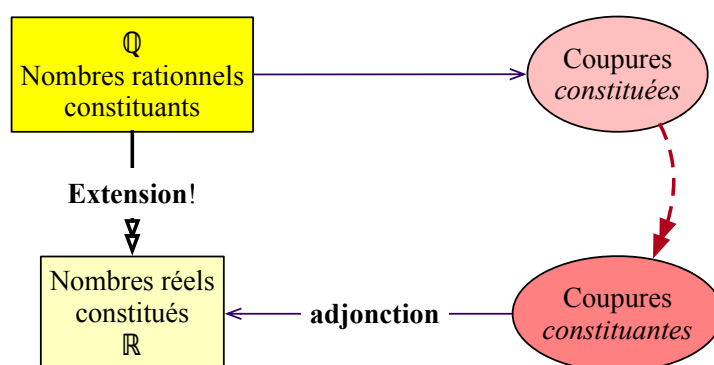 ℚ
Nombres rationnels
constituants
Coupures
constituées
Extension!
Nombres réels
constitués
ℝ
adjonction
Coupures
constituantes